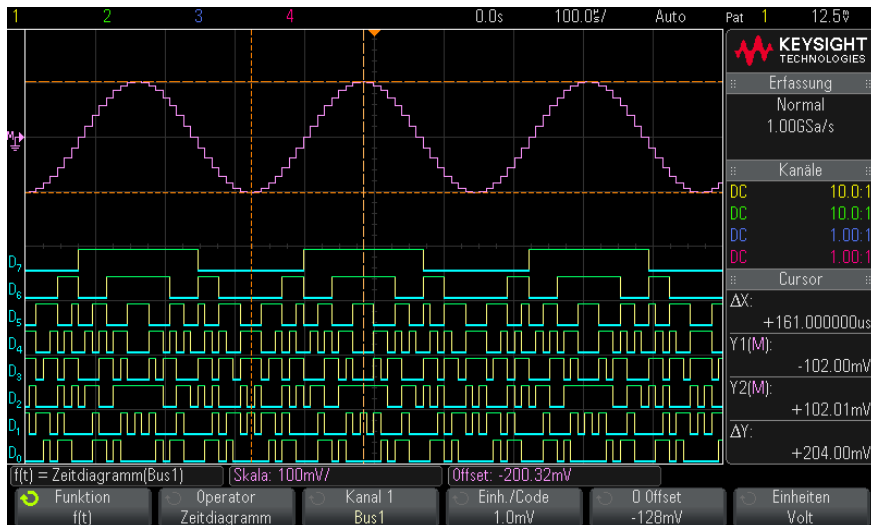 1 2 3 4 0.0s 100.0㎲/ Auto Pat 1 12.5V
KEYSIGHT
TECHNOLOGIES
Erfassung
Normal
1.00GSa/s
Kanäle
DC 10.0:1
DC 10.0:1
DC 1.00:1
DC 1.00:1
Cursor
ΔX:
+161.000000us
Y1(M):
-102.00mV
Y2(M):
+102.01mV
ΔY:
+204.00mV
M
D7
D6
D5
D4
D3
D2
D1
D0
f(t) = Zeitdiagramm(Bus1) Skala: 100mV/ Offset: -200.32mV
Funktion Operator Kanal 1 Einh./Code 0 Offset Einheiten
f(t) Zeitdiagramm Bus1 1.0mV -128mV Volt